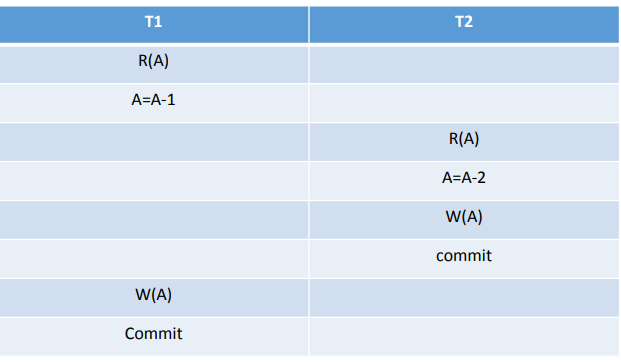 T1 T2
R(A)
A=A-1
R(A)
A=A-2
W(A)
commit
W(A)
Commit